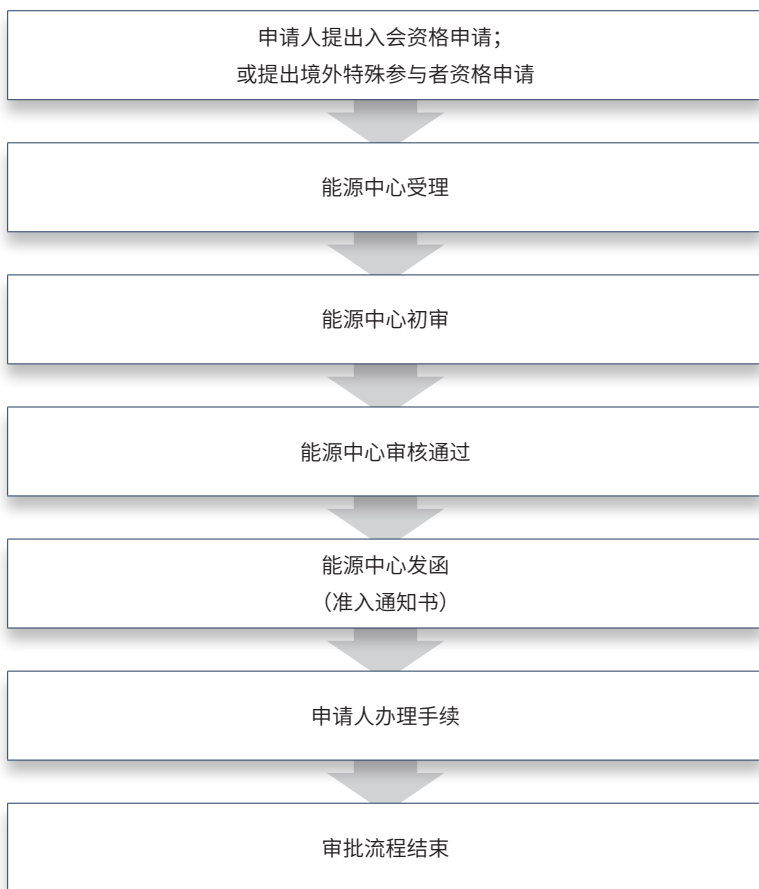 申请人提出入会资格申请；
或提出境外特殊参与者资格申请
能源中心受理
能源中心初审
能源中心审核通过
能源中心发函
（准入通知书）
申请人办理手续
审批流程结束